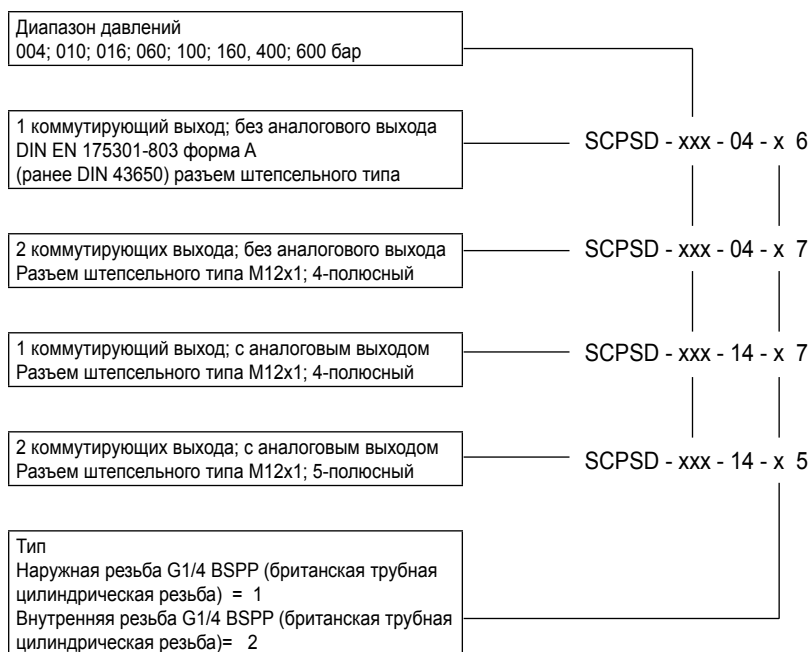 Диапазон давлений
004; 010; 016; 060; 100; 160, 400; 600 бар
1 коммутирующий выход; без аналогового выхода
DIN EN 175301-803 форма А
(ранее DIN 43650) разъем штепсельного типа
SCPSD - xxx - 04 - x 6
2 коммутирующих выхода; без аналогового выхода
Разъем штепсельного типа M12x1; 4-полюсный
SCPSD - xxx - 04 - x 7
1 коммутирующий выход; с аналоговым выходом
Разъем штепсельного типа M12x1; 4-полюсный
SCPSD - xxx - 14 - x 7
2 коммутирующих выхода; с аналоговым выходом
Разъем штепсельного типа M12x1; 5-полюсный
SCPSD - xxx - 14 - x 5
Тип
Наружная резьба G1/4 BSPP (британская трубная
цилиндрическая резьба) = 1
Внутренняя резьба G1/4 BSPP (британская трубная
цилиндрическая резьба)= 2